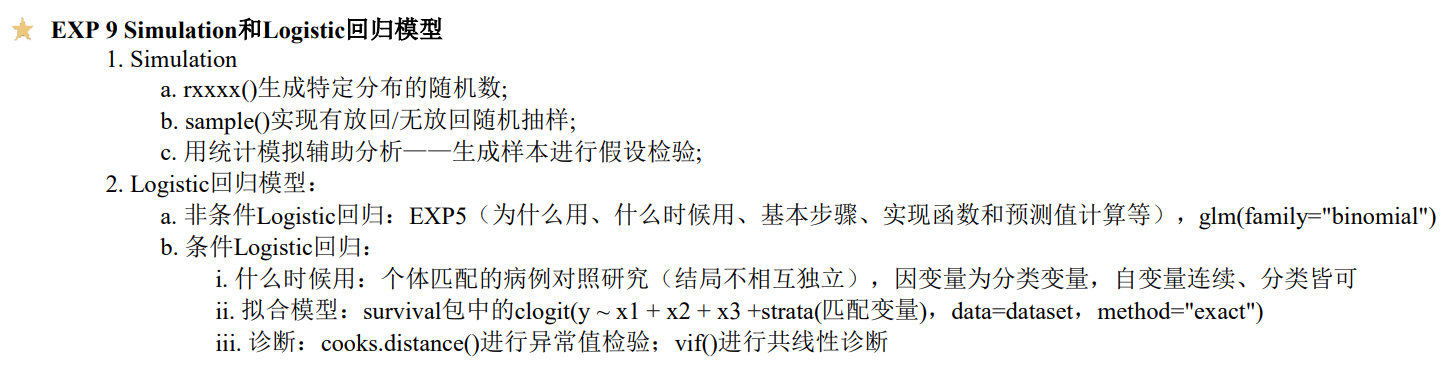 EXP 9 Simulation和Logistic回归模型
1. Simulation
a. rxxxx()生成特定分布的随机数;
b. sample()实现有放回/无放回随机抽样;
c. 用统计模拟辅助分析——生成样本进行假设检验;
2. Logistic回归模型：
a. 非条件Logistic回归：EXP5（为什么用、什么时候用、基本步骤、实现函数和预测值计算等），glm(family="binomial")
b. 条件Logistic回归：
i. 什么时候用：个体匹配的病例对照研究（结局不相互独立），因变量为分类变量，自变量连续、分类皆可
ii. 拟合模型：survival包中的clogit(y ~ x1 + x2 + x3 +strata(匹配变量)，data=dataset，method="exact")
iii. 诊断：cooks.distance()进行异常值检验；vif()进行共线性诊断